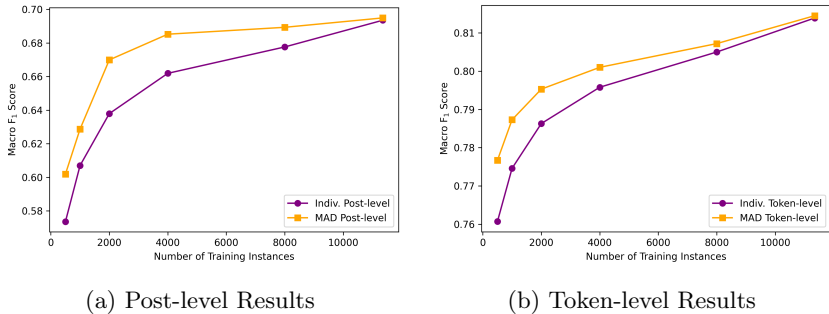 0.70
0.68
0.66
0.64
0.62
0.60
0.58
Macro F₁ Score
0 2000 4000 6000 8000 10000
Number of Training Instances
Indiv. Post-level
MAD Post-level
(a) Post-level Results
0.81
0.80
0.79
0.78
0.77
0.76
Macro F₁ Score
0 2000 4000 6000 8000 10000
Number of Training Instances
Indiv. Token-level
MAD Token-level
(b) Token-level Results